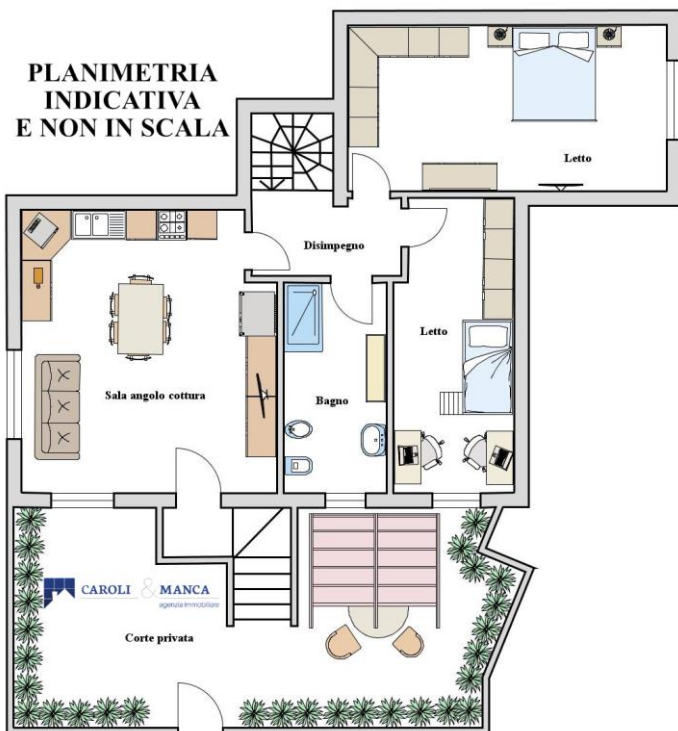 PLANIMETRIA
INDICATIVA
E NON IN SCALA
Letto
Disimpegno
Letto
Sala angolo cottura
Bagno
CAROLI & MANCA
agenzia immobiliare
Corte privata